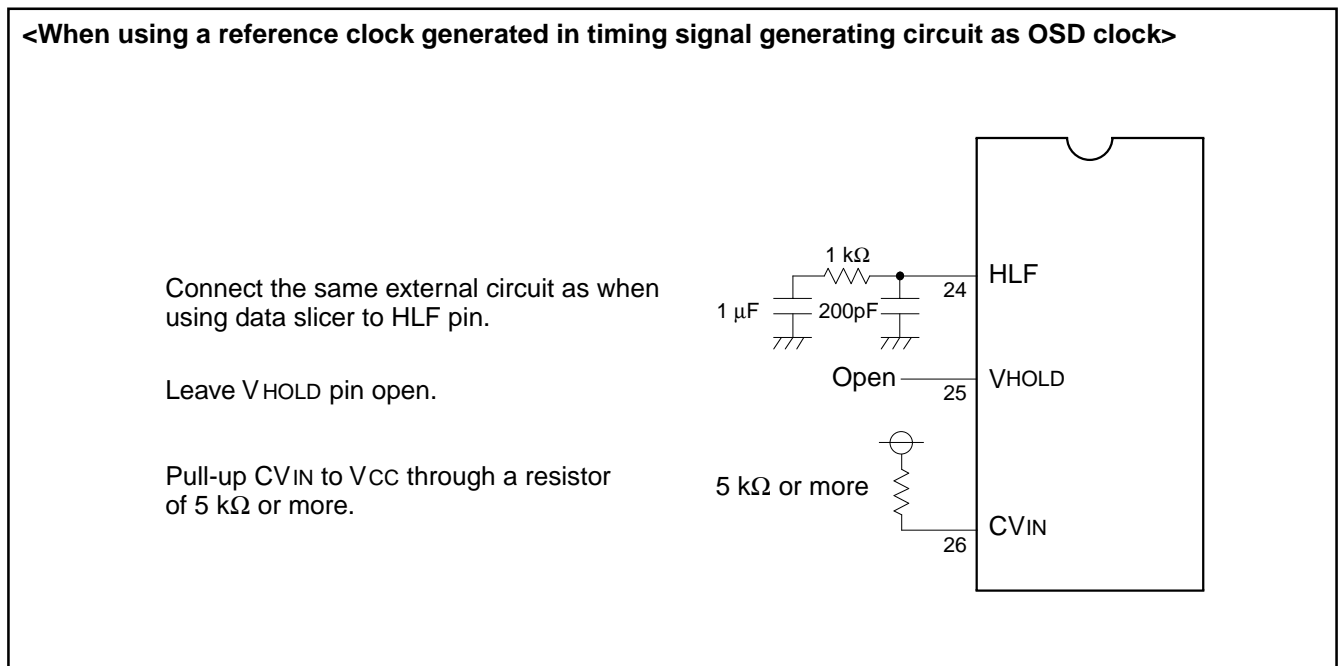 <When using a reference clock generated in timing signal generating circuit as OSD clock>
1 kΩ
HLF
24
Connect the same external circuit as when
using data slicer to HLF pin.
1 μF
200pF
Open
VHOLD
25
Leave VHOLD pin open.
Pull-up CVIN to VCC through a resistor
of 5 kΩ or more.
5 kΩ or more
CVIN
26